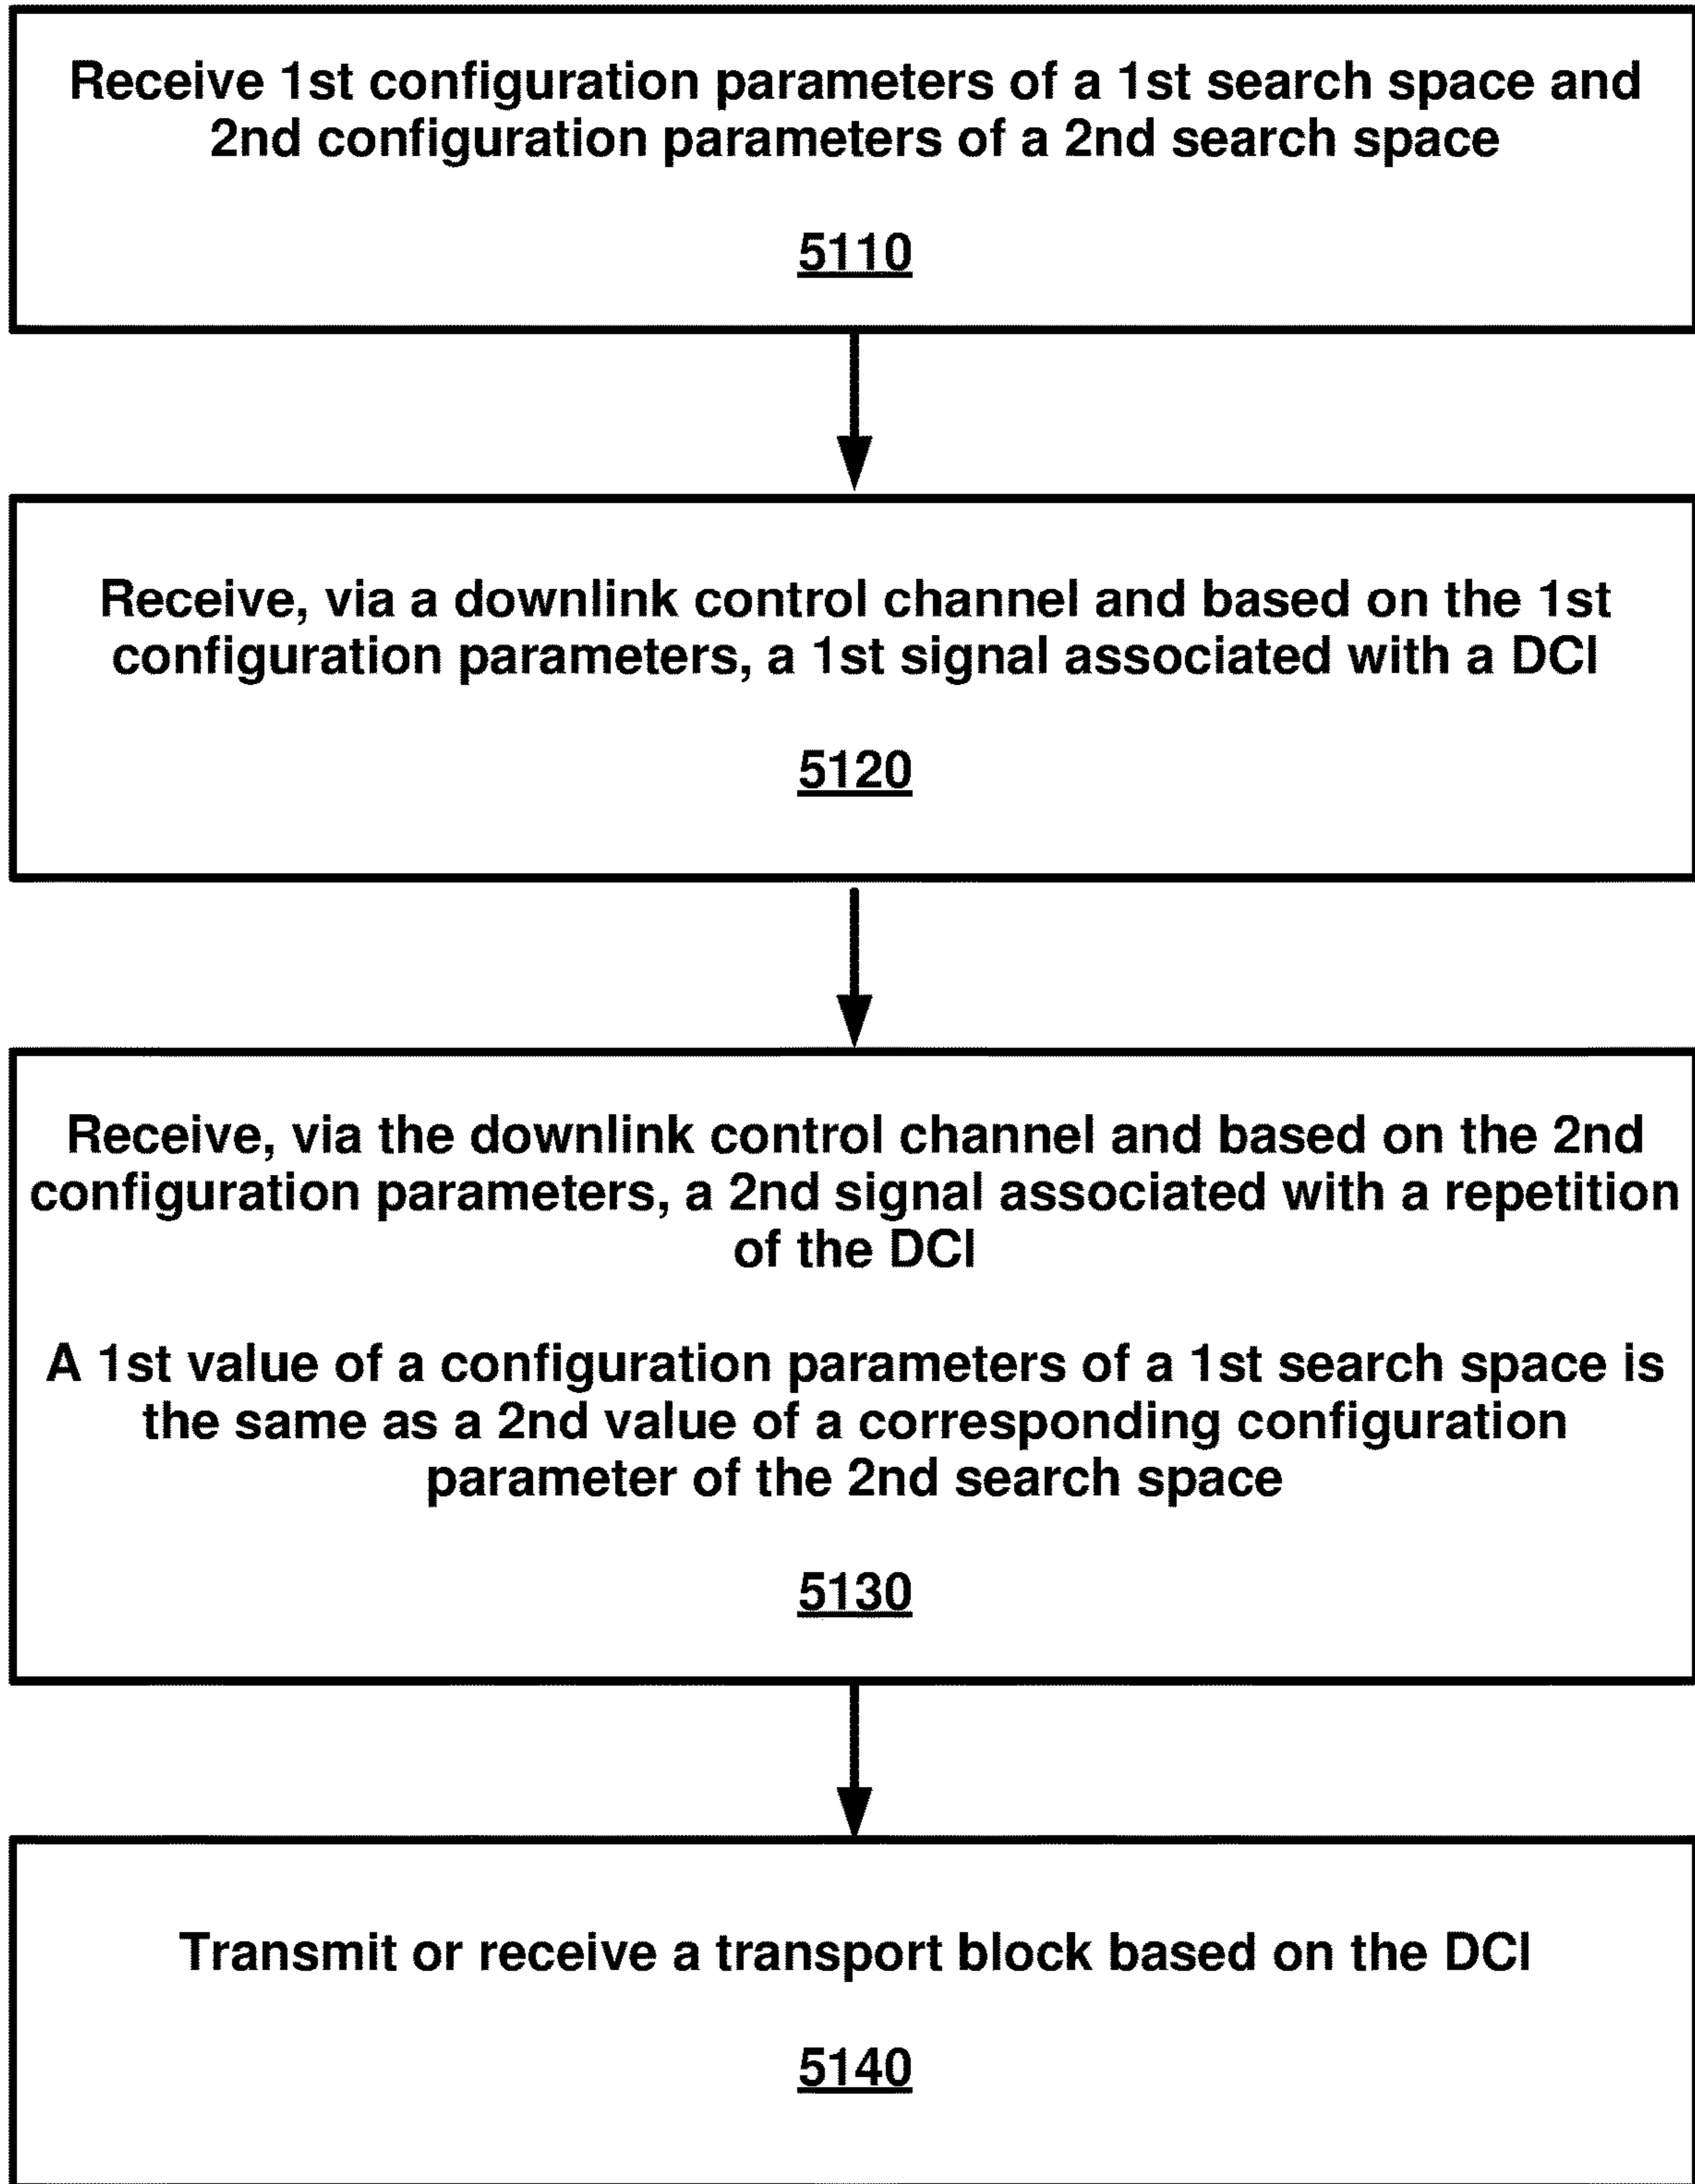 Receive 1st configuration parameters of a 1st search space and
2nd configuration parameters of a 2nd search space
5110
Receive, via a downlink control channel and based on the 1st
configuration parameters, a 1st signal associated with a DCI
5120
Receive, via the downlink control channel and based on the 2nd
configuration parameters, a 2nd signal associated with a repetition
of the DCI
A 1st value of a configuration parameters of a 1st search space is
the same as a 2nd value of a corresponding configuration
parameter of the 2nd search space
5130
Transmit or receive a transport block based on the DCI
5140